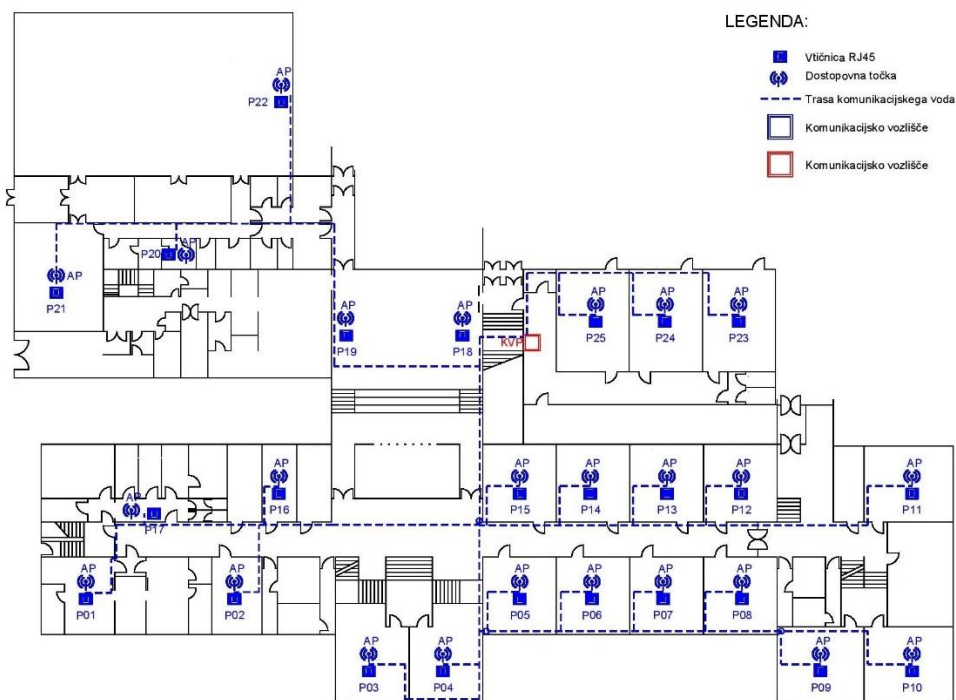 LEGENDA:
Vtičnica RJ45
Dostopovna točka
Trasa komunikacijskega voda
Komunikacijsko vozlišče
Komunikacijsko vozlišče
AP
P22
AP
P20
AP
P21
AP
P19
AP
P18
KVP
AP
P25
AP
P24
AP
P23
AP
P17
AP
P16
AP
P15
AP
P14
AP
P13
AP
P12
AP
P11
AP
P01
AP
P02
AP
P05
AP
P06
AP
P07
AP
P08
AP
P03
AP
P04
AP
P09
AP
P10